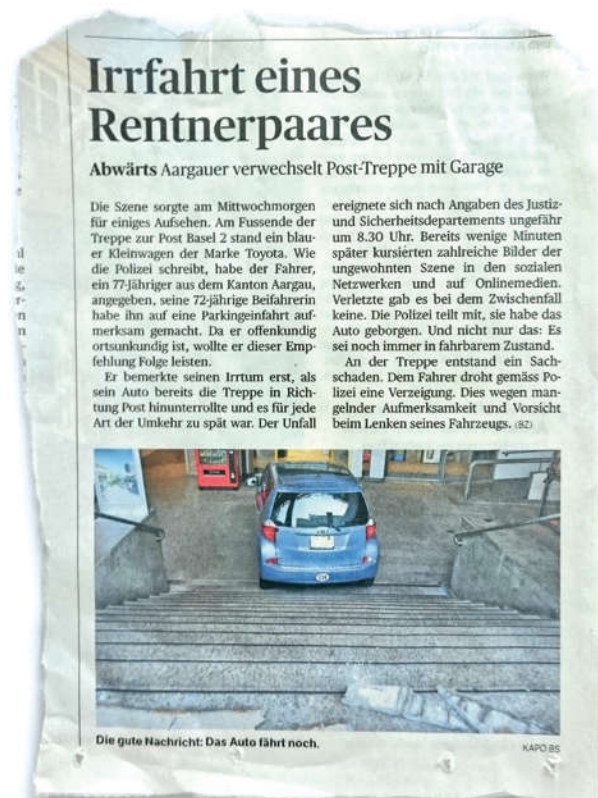 Irrfahrt eines
Rentnerpaares
Abwärts Aargauer verwechselt Post-Treppe mit Garage
Die Szene sorgte am Mittwochmorgen
für einiges Aufsehen. Am Fussende der
Treppe zur Post Basel 2 stand ein blau-
er Kleinwagen der Marke Toyota. Wie
die Polizei schreibt, habe der Fahrer,
ein 77-Jähriger aus dem Kanton Aargau,
angegeben, seine 72-jährige Beifahrerin
habe ihn auf eine Parkingeinfahrt auf-
merksam gemacht. Da er offenkundig
ortsunkundig ist, wollte er dieser Emp-
fehlung Folge leisten.
Er bemerkte seinen Irrtum erst, als
sein Auto bereits die Treppe in Rich-
tung Post hinunterrollte und es für jede
Art der Umkehr zu spät war. Der Unfall
ereignete sich nach Angaben des Justiz-
und Sicherheitsdepartements ungefähr
um 8.30 Uhr. Bereits wenige Minuten
später kursierten zahlreiche Bilder der
ungewohnten Szene in den sozialen
Netzwerken und auf Onlinemedien.
Verletzte gab es bei dem Zwischenfall
keine. Die Polizei teilt mit, sie habe das
Auto geborgen. Und nicht nur das: Es
sei noch immer in fahrbarem Zustand.
An der Treppe entstand ein Sach-
schaden. Dem Fahrer droht gemäss Po-
lizei eine Verzeigung. Dies wegen man-
gelnder Aufmerksamkeit und Vorsicht
beim Lenken seines Fahrzeugs. (BZ)
Die gute Nachricht: Das Auto fährt noch.
KAPO BS